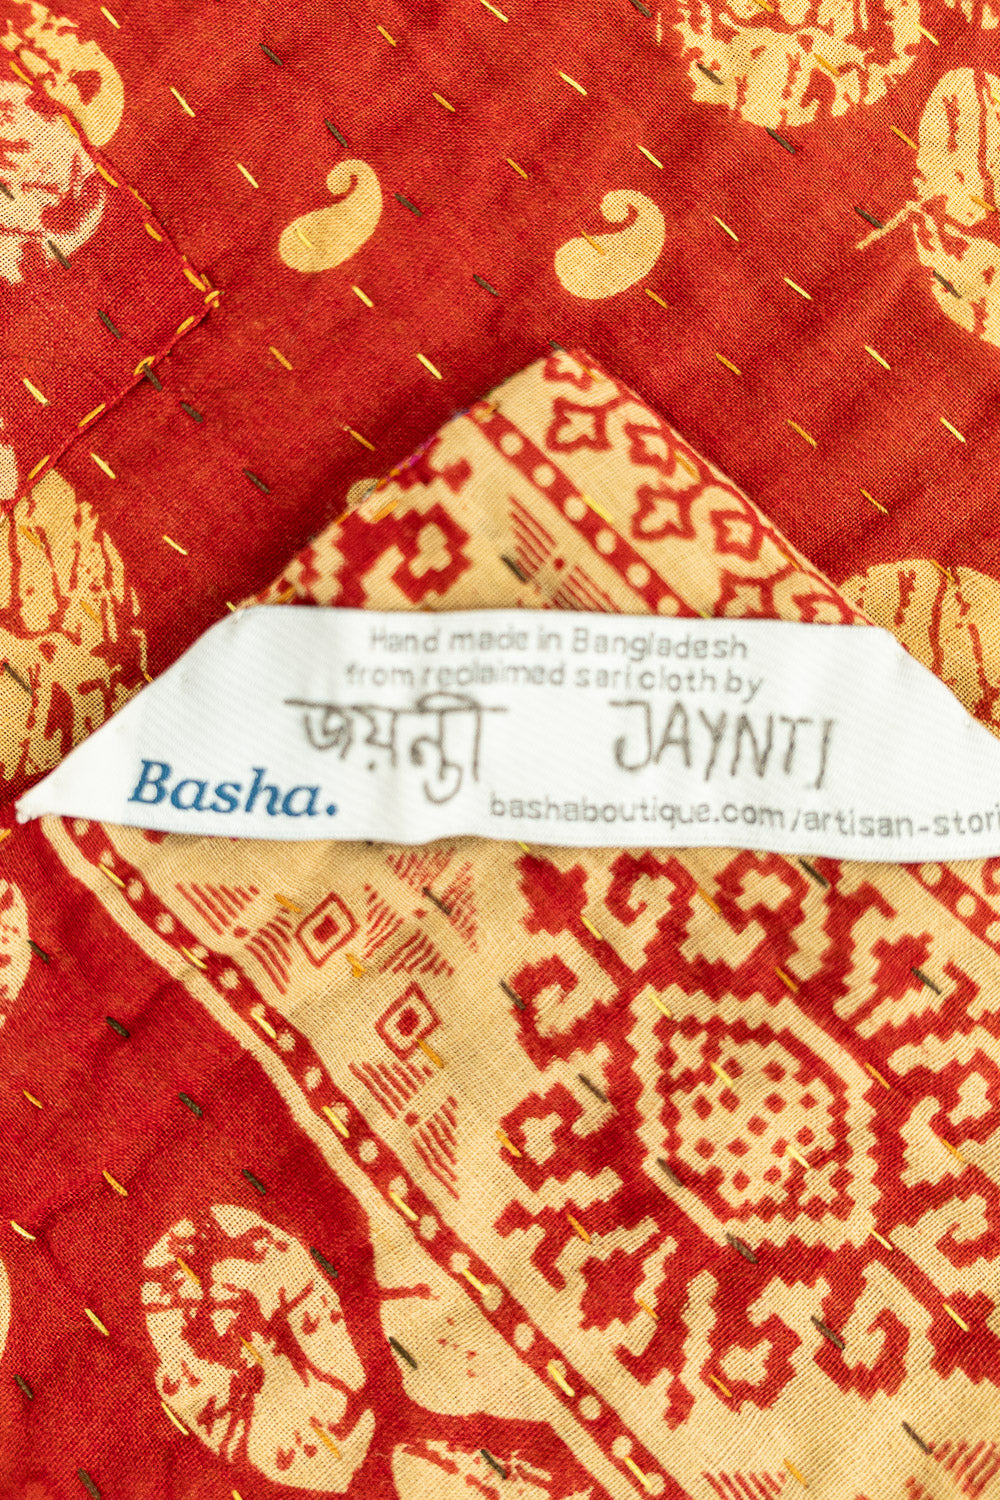 Hand made in Bangladesh
from reclaimed sari cloth by
জয়ন্তী JAYNTI
Basha.
bashaboutique.com/artisan-stori